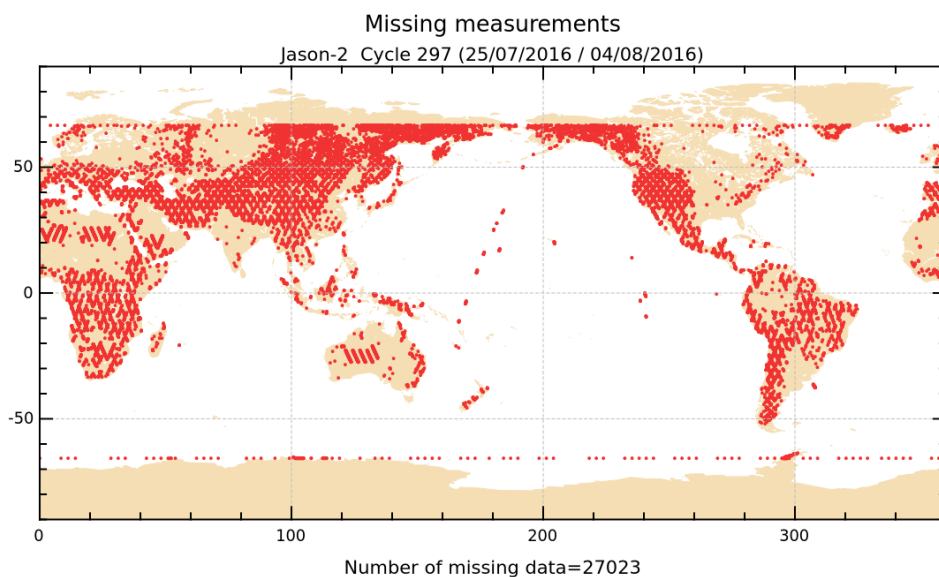 Missing measurements
Jason-2  Cycle 297 (25/07/2016 / 04/08/2016)
50
0
-50
0 100 200 300
Number of missing data=27023